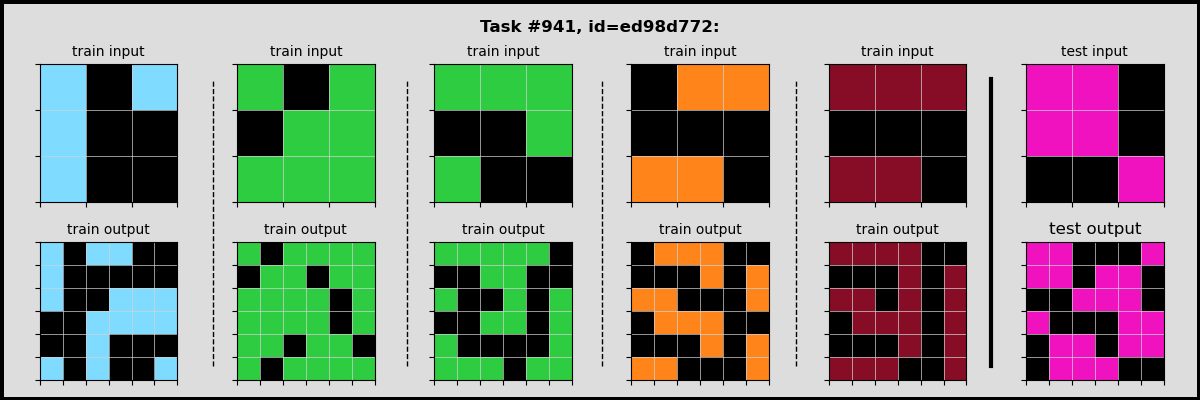 Task #941, id=ed98d772:
train input train input train input train input train input test input
train output train output train output train output train output test output